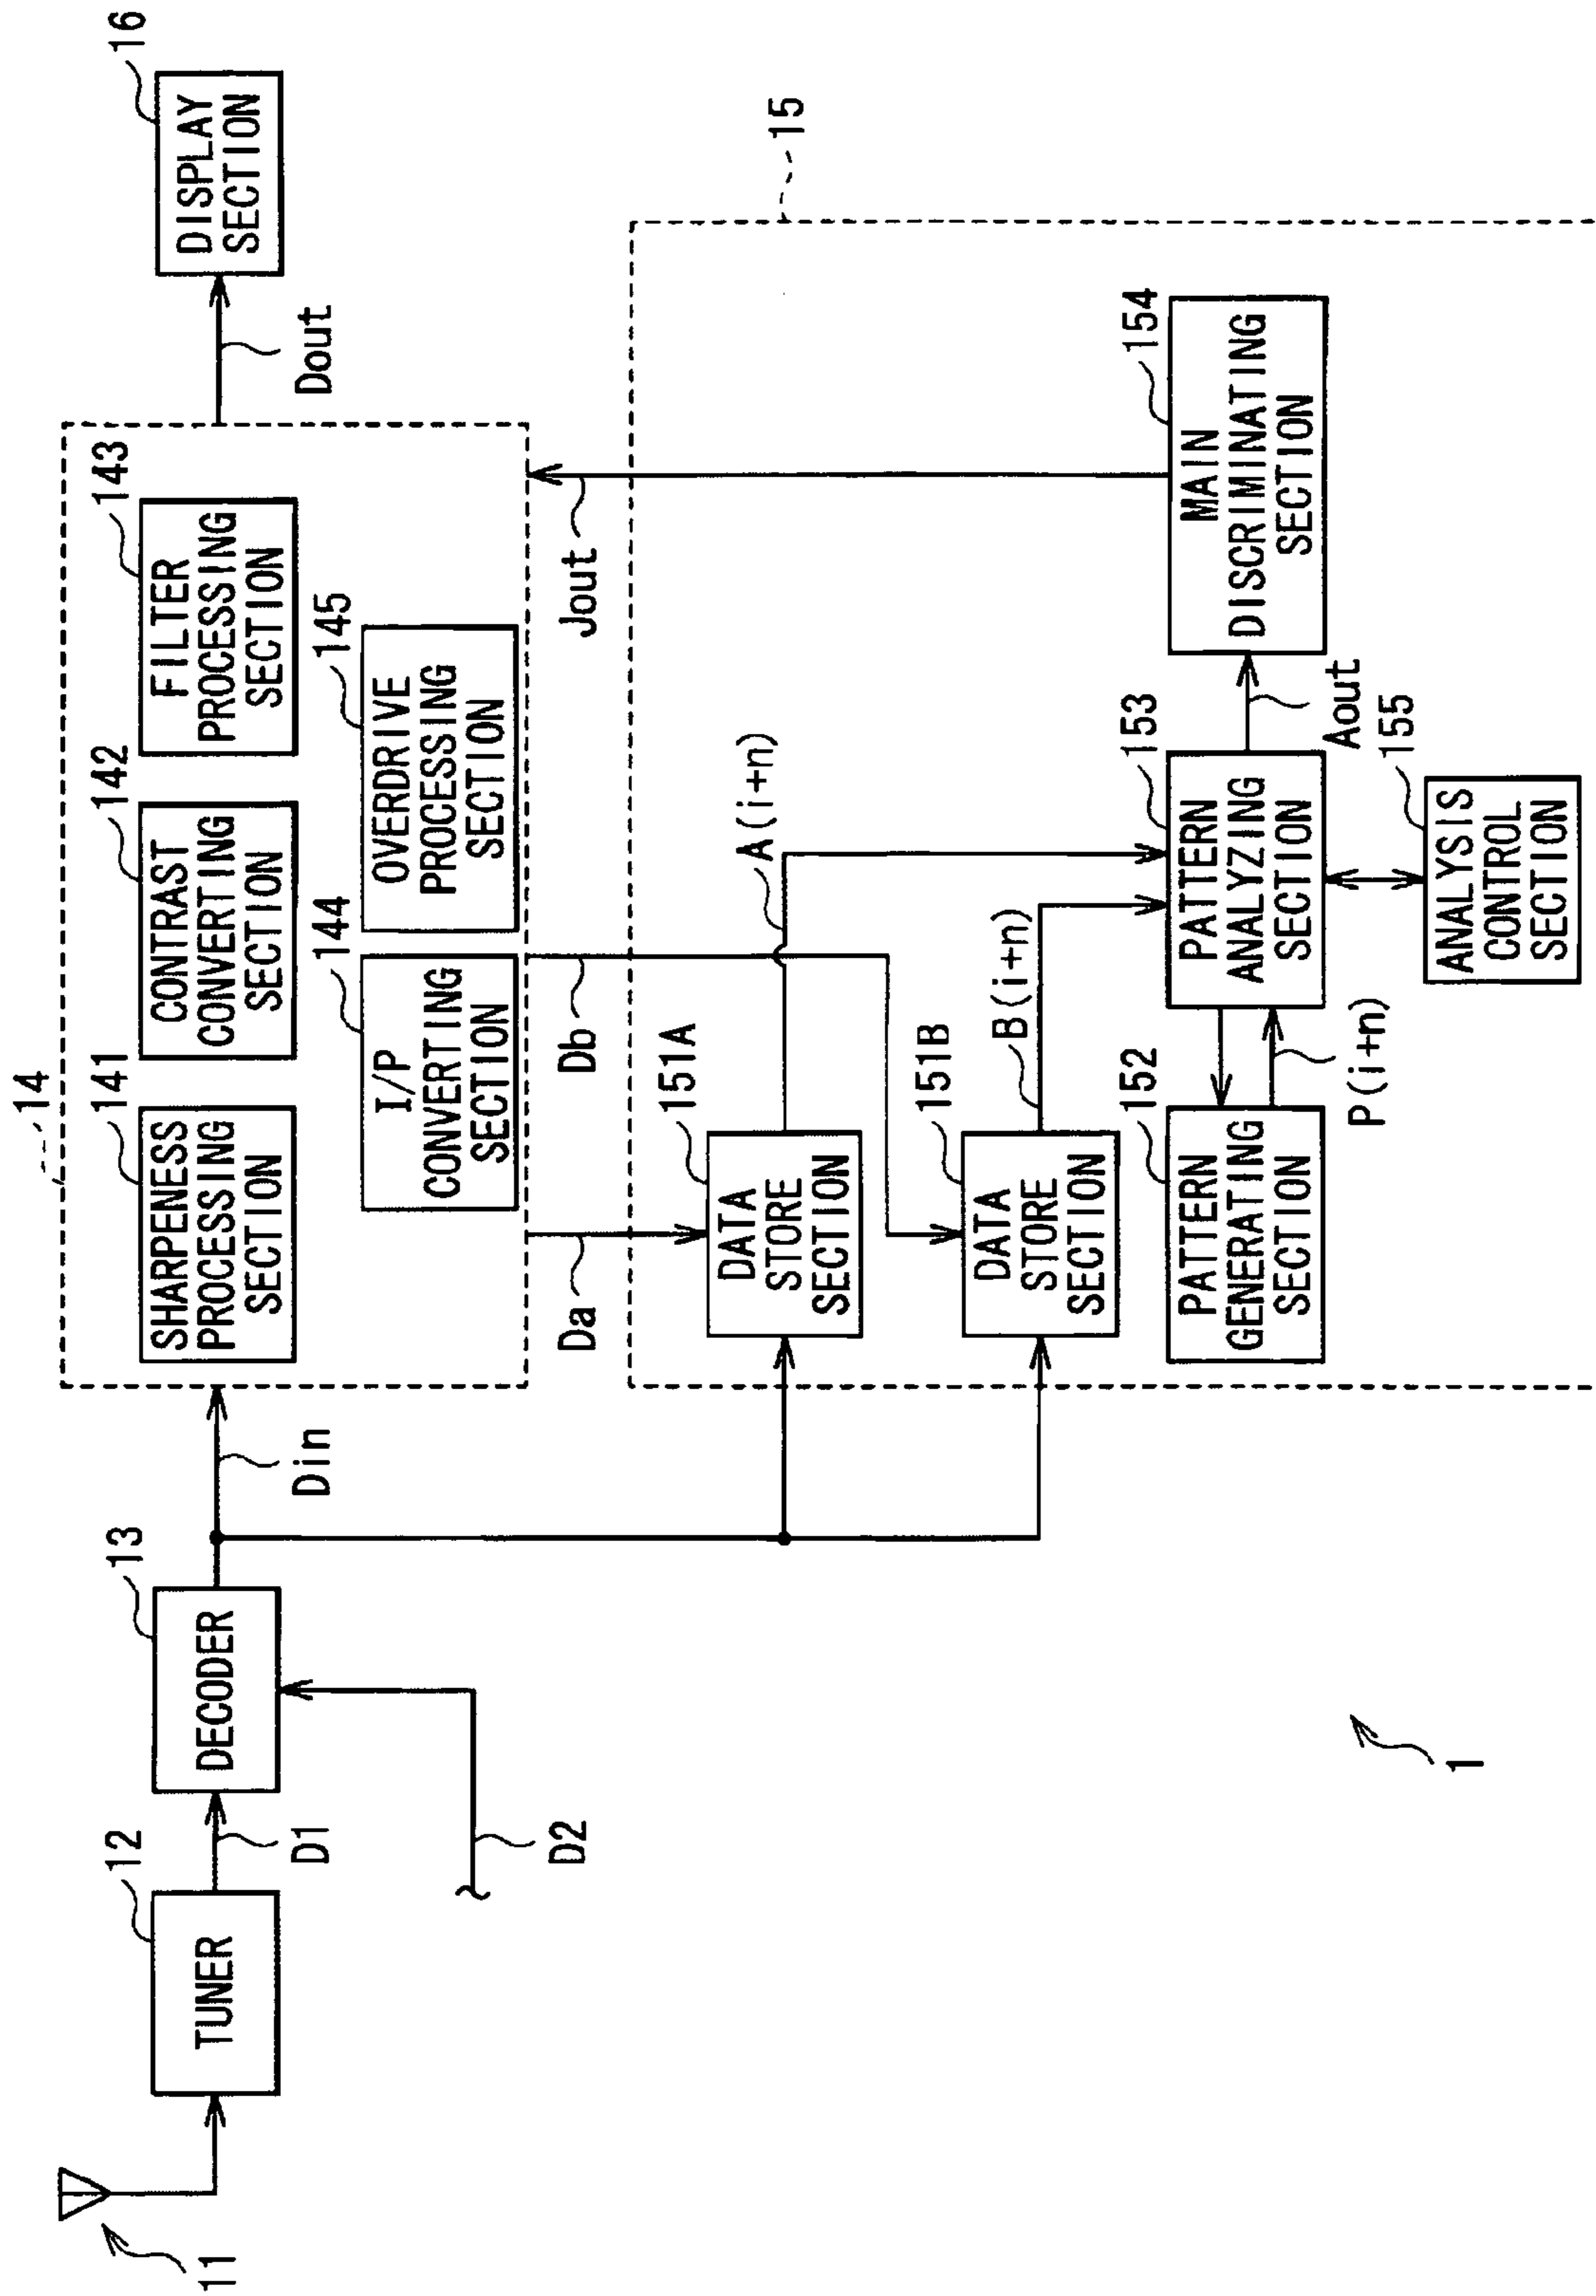 11
12
TUNER
D1
13
DECODER
D2
Din
14
141
SHARPENESS
PROCESSING
SECTION
142
CONTRAST
CONVERTING
SECTION
143
FILTER
PROCESSING
SECTION
144
I/P
CONVERTING
SECTION
145
OVERDRIVE
PROCESSING
SECTION
Dout
16
DISPLAY
SECTION
Da
Db
Jout
15
151A
DATA
STORE
SECTION
A(i+n)
151B
DATA
STORE
SECTION
B(i+n)
152
PATTERN
GENERATING
SECTION
P(i+n)
153
PATTERN
ANALYZING
SECTION
Aout
154
MAIN
DISCRIMINATING
SECTION
155
ANALYSIS
CONTROL
SECTION
1